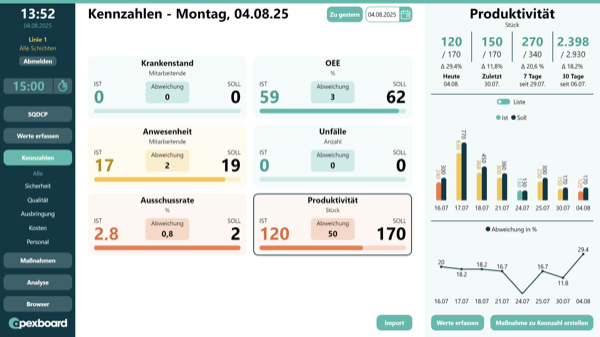 13:52
04.08.2025
Linie 1
Alle Schichten
Abmelden
15:00
SQDCP
Werte erfassen
Kennzahlen
Alle
Sicherheit
Qualität
Ausbringung
Kosten
Personal
Maßnahmen
Analyse
Browser
apexboard
Kennzahlen - Montag, 04.08.25
Zu gestern
04.08.2025
Krankenstand
Mitarbeitende
IST
Abweichung
SOLL
0
0
0
OEE
%
IST
Abweichung
SOLL
59
3
62
Anwesenheit
Mitarbeitende
IST
Abweichung
SOLL
17
2
19
Unfälle
Anzahl
IST
Abweichung
SOLL
0
0
0
Ausschussrate
%
IST
Abweichung
SOLL
2.8
0,8
2
Produktivität
Stück
IST
Abweichung
SOLL
120
50
170
Import
Produktivität
Stück
120 150 270 2.398
/ 170 / 170 / 340 / 2.930
Δ 29,4% Δ 11,8% Δ 20,6 % Δ 18,2%
Heute Zuletzt 7 Tage 30 Tage
04.08. 30.07. seit 29.07. seit 06.07.
Liste
Ist Soll
300 770 450 360 130 300 170 170
16.07 17.07 18.07 21.07 24.07 25.07 30.07 04.08
Abweichung in %
20 18.2 18.2 16.7 16.7 11.8 29.4
16.07 17.07 18.07 21.07 24.07 25.07 30.07 04.08
Werte erfassen
Maßnahme zu Kennzahl erstellen